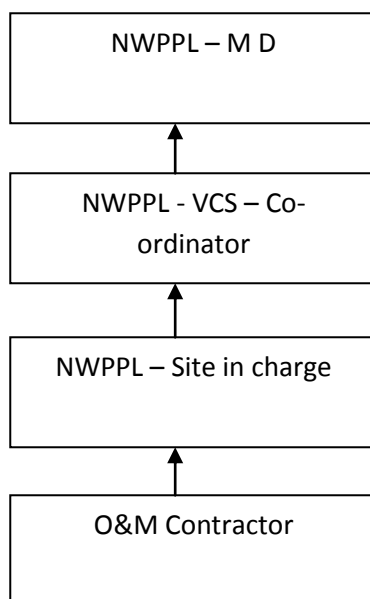 NWPPL – M D
NWPPL - VCS – Co-
ordinator
NWPPL – Site in charge
O&M Contractor